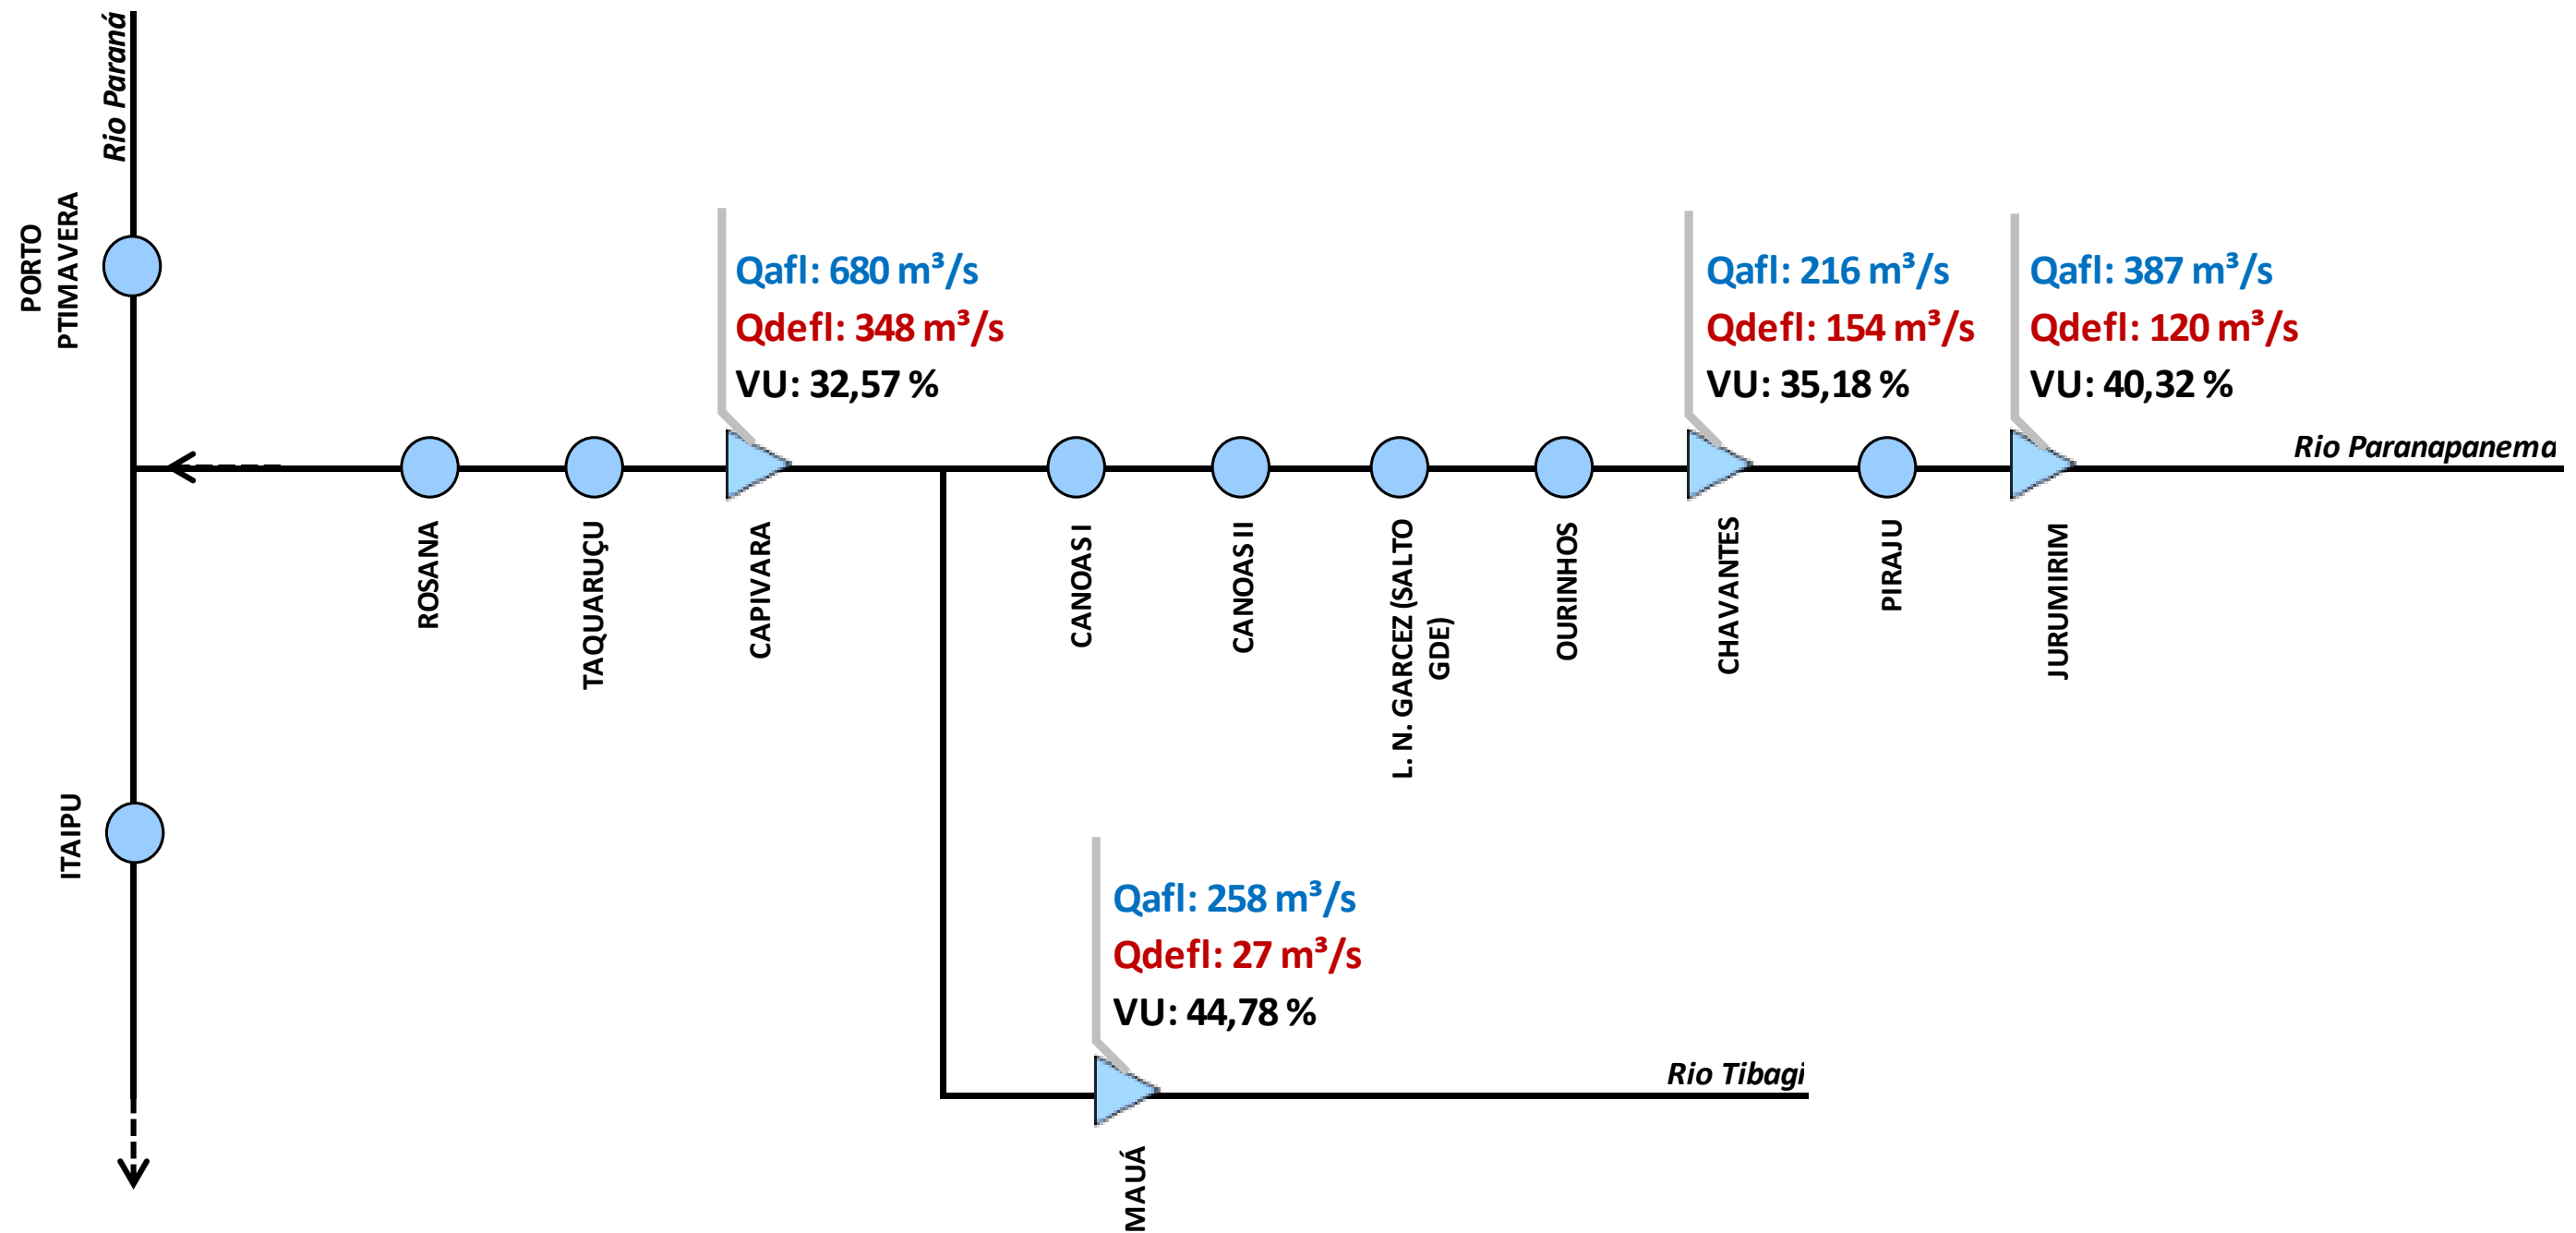 Rio Paraná
PORTO
PTIMAVERA
Qafl: 680 m³/s
Qdefl: 348 m³/s
VU: 32,57 %
Qafl: 216 m³/s
Qdefl: 154 m³/s
VU: 35,18 %
Qafl: 387 m³/s
Qdefl: 120 m³/s
VU: 40,32 %
Rio Paranapanema
ROSANA
TAQUARUÇU
CAPIVARA
CANOAS I
CANOAS II
L. N. GARCEZ (SALTO
GDE)
OURINHOS
CHAVANTES
PIRAJU
JURUMIRIM
ITAIPU
Qafl: 258 m³/s
Qdefl: 27 m³/s
VU: 44,78 %
Rio Tibagi
MAUÁ